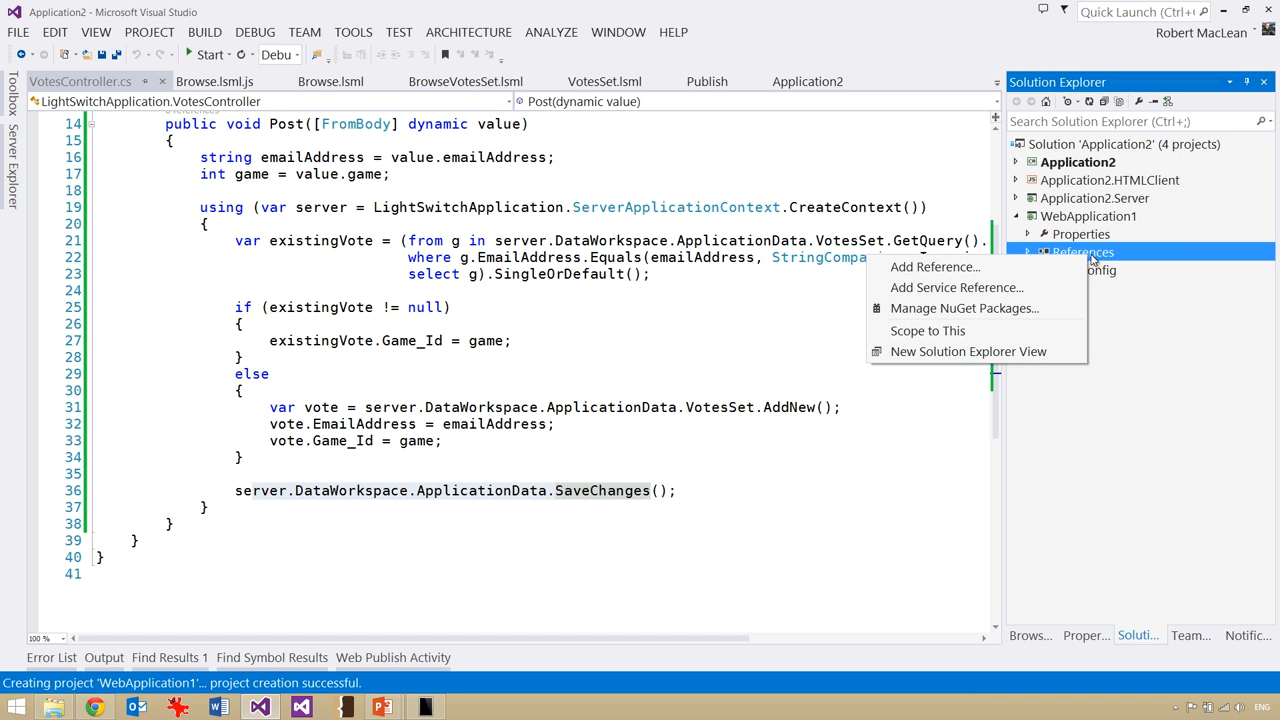 Application2 - Microsoft Visual Studio
Quick Launch (Ctrl+
FILE EDIT VIEW PROJECT BUILD DEBUG TEAM TOOLS TEST ARCHITECTURE ANALYZE WINDOW HELP
Robert MacLean
Start Debu
VotesController.cs Browse.lsml.js Browse.lsml BrowseVotesSet.lsml VotesSet.lsml Publish Application2
LightSwitchApplication.VotesController Post(dynamic value)
14 public void Post([FromBody] dynamic value)
15 {
16 string emailAddress = value.emailAddress;
17 int game = value.game;
18
19 using (var server = LightSwitchApplication.ServerApplicationContext.CreateContext())
20 {
21 var existingVote = (from g in server.DataWorkspace.ApplicationData.VotesSet.GetQuery().
22 where g.EmailAddress.Equals(emailAddress, StringCompa
23 select g).SingleOrDefault();
24
25 if (existingVote != null)
26 {
27 existingVote.Game_Id = game;
28 }
29 else
30 {
31 var vote = server.DataWorkspace.ApplicationData.VotesSet.AddNew();
32 vote.EmailAddress = emailAddress;
33 vote.Game_Id = game;
34 }
35
36 server.DataWorkspace.ApplicationData.SaveChanges();
37 }
38 }
39 }
40 }
41
100 %
Toolbox
Server Explorer
Add Reference...
Add Service Reference...
Manage NuGet Packages...
Scope to This
New Solution Explorer View
Solution Explorer
Search Solution Explorer (Ctrl+;)
Solution 'Application2' (4 projects)
Application2
Application2.HTMLClient
Application2.Server
WebApplication1
Properties
References
nfig
Brows... Proper... Soluti... Team... Notific...
Error List Output Find Results 1 Find Symbol Results Web Publish Activity
Creating project 'WebApplication1'... project creation successful.
ENG